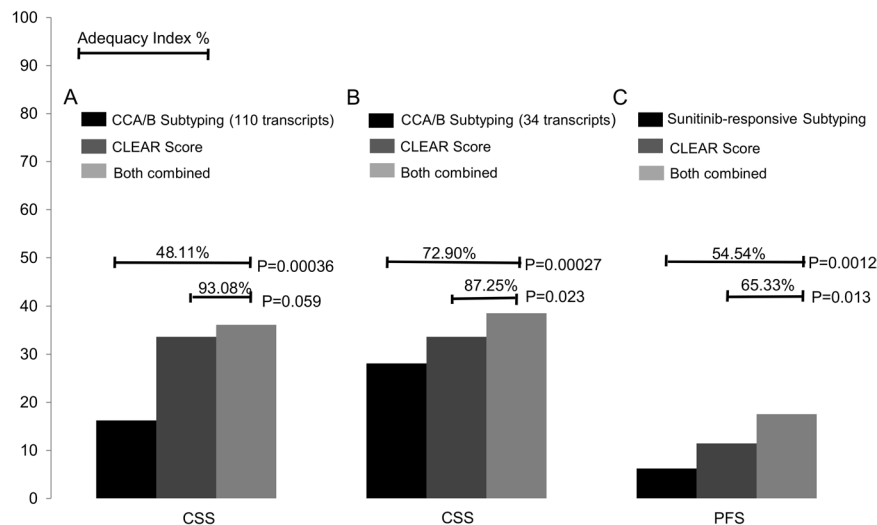 100
90
80
70
60
50
40
30
20
10
0
Adequacy Index %
A
CCA/B Subtyping (110 transcripts)
CLEAR Score
Both combined
48.11%
P=0.00036
93.08%
P=0.059
CSS
B
CCA/B Subtyping (34 transcripts)
CLEAR Score
Both combined
72.90%
P=0.00027
87.25%
P=0.023
CSS
C
Sunitinib-responsive Subtyping
CLEAR Score
Both combined
54.54%
P=0.0012
65.33%
P=0.013
PFS